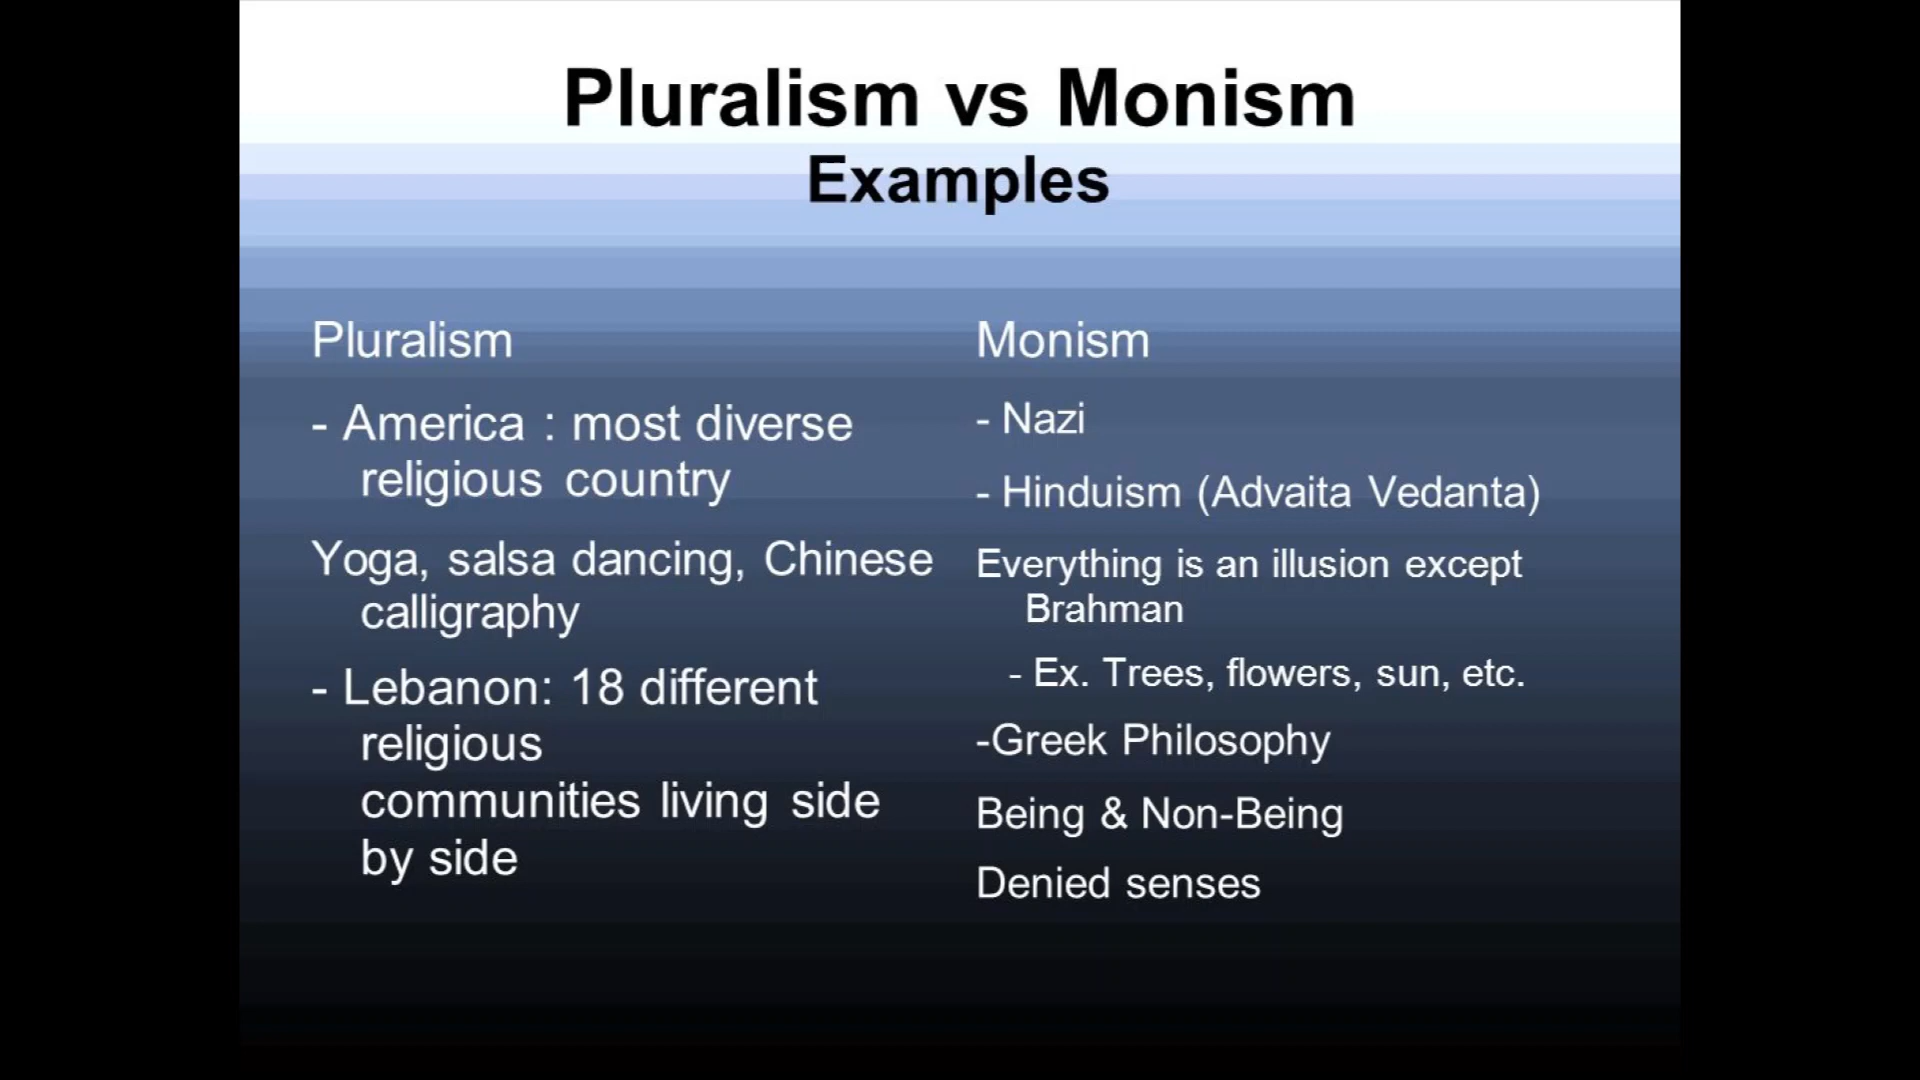 Pluralism vs Monism
Examples
Pluralism
- America : most diverse
religious country
Yoga, salsa dancing, Chinese
calligraphy
- Lebanon: 18 different
religious
communities living side
by side
Monism
- Nazi
- Hinduism (Advaita Vedanta)
Everything is an illusion except
Brahman
- Ex. Trees, flowers, sun, etc.
-Greek Philosophy
Being & Non-Being
Denied senses